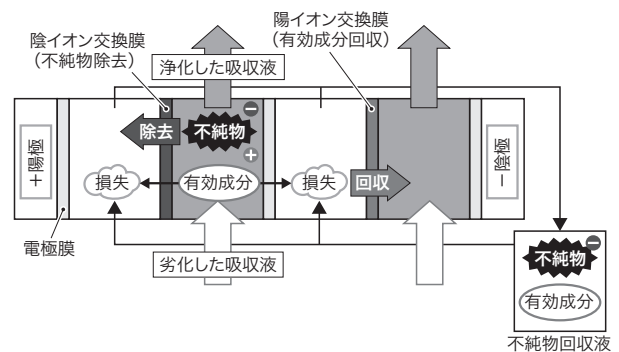 陽イオン交換膜
（有効成分回収）
陰イオン交換膜
（不純物除去）
浄化した吸収液
＋陽極
除去
不純物
−
＋
損失
有効成分
損失
回収
−陰極
電極膜
劣化した吸収液
不純物
−
有効成分
不純物回収液